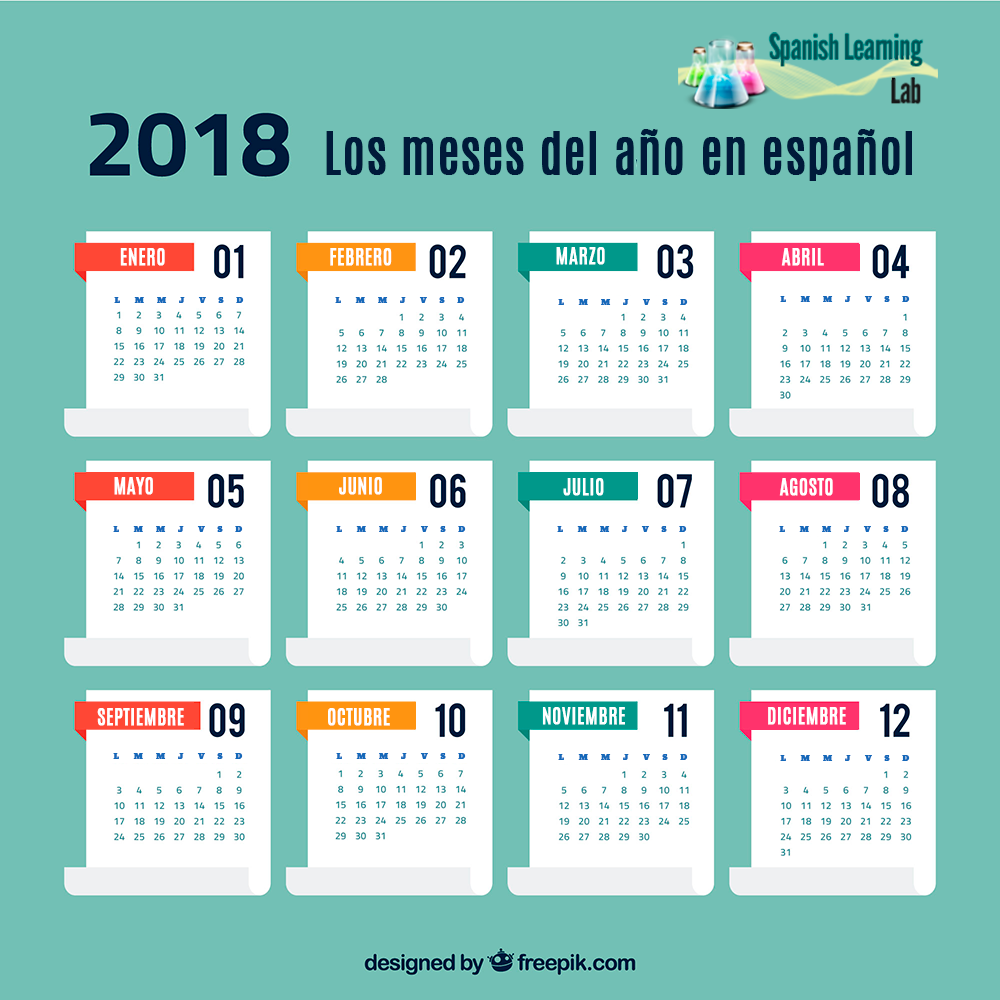 Spanish Learning
Lab
2018 Los meses del año en español
ENERO 01
L M M J V S D
1 2 3 4 5 6 7
8 9 10 11 12 13 14
15 16 17 18 19 20 21
22 23 24 25 26 27 28
29 30 31
FEBRERO 02
L M M J V S D
1 2 3 4
5 6 7 8 9 10 11
12 13 14 15 16 17 18
19 20 21 22 23 24 25
26 27 28
MARZO 03
L M M J V S D
1 2 3 4
5 6 7 8 9 10 11
12 13 14 15 16 17 18
19 20 21 22 23 24 25
26 27 28 29 30 31
ABRIL 04
L M M J V S D
1
2 3 4 5 6 7 8
9 10 11 12 13 14 15
16 17 18 19 20 21 22
23 24 25 26 27 28 29
30
MAYO 05
L M M J V S D
1 2 3 4 5 6
7 8 9 10 11 12 13
14 15 16 17 18 19 20
21 22 23 24 25 26 27
28 29 30 31
JUNIO 06
L M M J V S D
1 2 3
4 5 6 7 8 9 10
11 12 13 14 15 16 17
18 19 20 21 22 23 24
25 26 27 28 29 30
JULIO 07
L M M J V S D
1
2 3 4 5 6 7 8
9 10 11 12 13 14 15
16 17 18 19 20 21 22
23 24 25 26 27 28 29
30 31
AGOSTO 08
L M M J V S D
1 2 3 4 5
6 7 8 9 10 11 12
13 14 15 16 17 18 19
20 21 22 23 24 25 26
27 28 29 30 31
SEPTIEMBRE 09
L M M J V S D
1 2
3 4 5 6 7 8 9
10 11 12 13 14 15 16
17 18 19 20 21 22 23
24 25 26 27 28 29 30
OCTUBRE 10
L M M J V S D
1 2 3 4 5 6 7
8 9 10 11 12 13 14
15 16 17 18 19 20 21
22 23 24 25 26 27 28
29 30 31
NOVIEMBRE 11
L M M J V S D
1 2 3 4
5 6 7 8 9 10 11
12 13 14 15 16 17 18
19 20 21 22 23 24 25
26 27 28 29 30
DICIEMBRE 12
L M M J V S D
1 2
3 4 5 6 7 8 9
10 11 12 13 14 15 16
17 18 19 20 21 22 23
24 25 26 27 28 29 30
31
designed by freepik.com